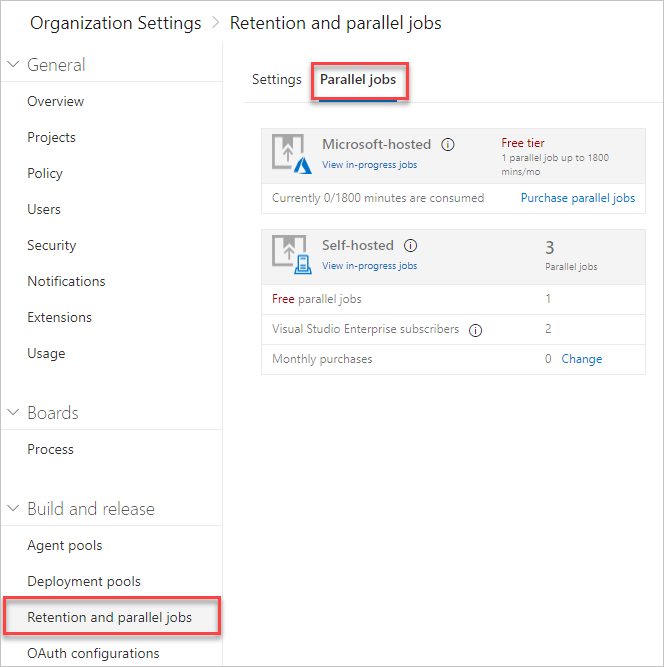 Organization Settings > Retention and parallel jobs
General
Overview
Projects
Policy
Users
Security
Notifications
Extensions
Usage
Boards
Process
Build and release
Agent pools
Deployment pools
Retention and parallel jobs
OAuth configurations
Settings
Parallel jobs
Microsoft-hosted
View in-progress jobs
Free tier
1 parallel job up to 1800
mins/mo
Currently 0/1800 minutes are consumed
Purchase parallel jobs
Self-hosted
View in-progress jobs
3
Parallel jobs
Free parallel jobs 1
Visual Studio Enterprise subscribers 2
Monthly purchases 0 Change